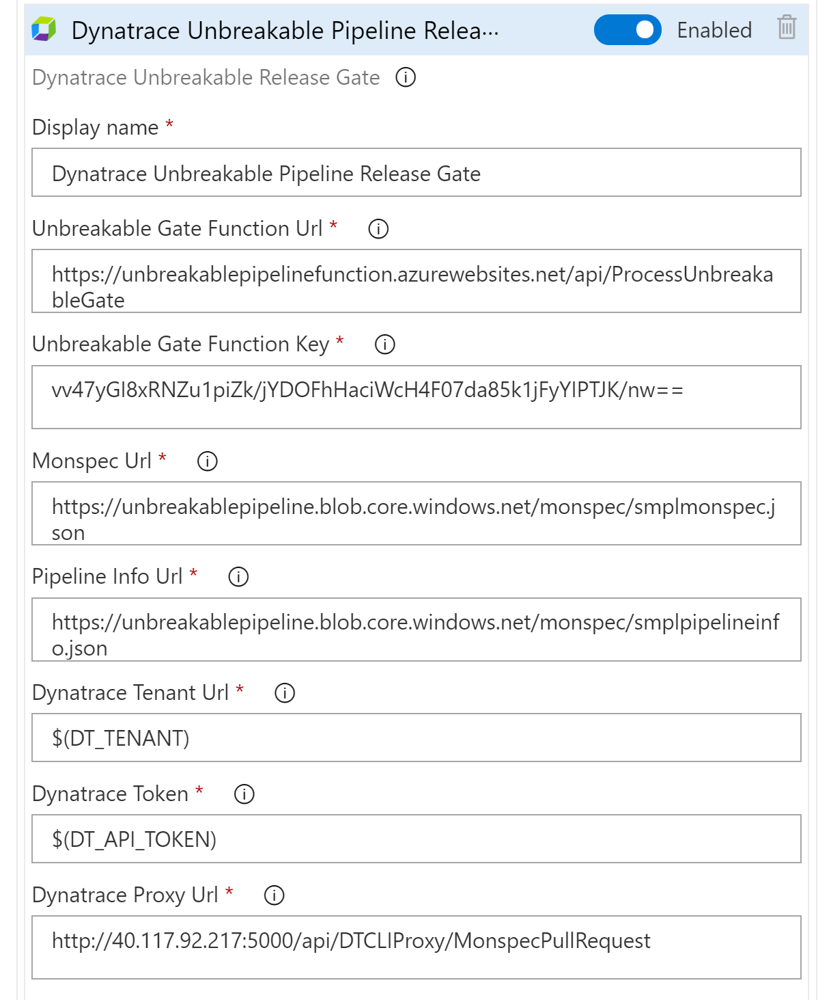 Dynatrace Unbreakable Pipeline Relea...
Enabled
Dynatrace Unbreakable Release Gate
Display name *
Dynatrace Unbreakable Pipeline Release Gate
Unbreakable Gate Function Url *
https://unbreakablepipelinefunction.azurewebsites.net/api/ProcessUnbreaka
bleGate
Unbreakable Gate Function Key *
vv47yGl8xRNZu1piZk/jYDOFhHaciWcH4F07da85k1jFyYlPTJK/nw==
Monspec Url *
https://unbreakablepipeline.blob.core.windows.net/monspec/smplmonspec.j
son
Pipeline Info Url *
https://unbreakablepipeline.blob.core.windows.net/monspec/smplpipelineinf
o.json
Dynatrace Tenant Url *
$(DT_TENANT)
Dynatrace Token *
$(DT_API_TOKEN)
Dynatrace Proxy Url *
http://40.117.92.217:5000/api/DTCLIProxy/MonspecPullRequest